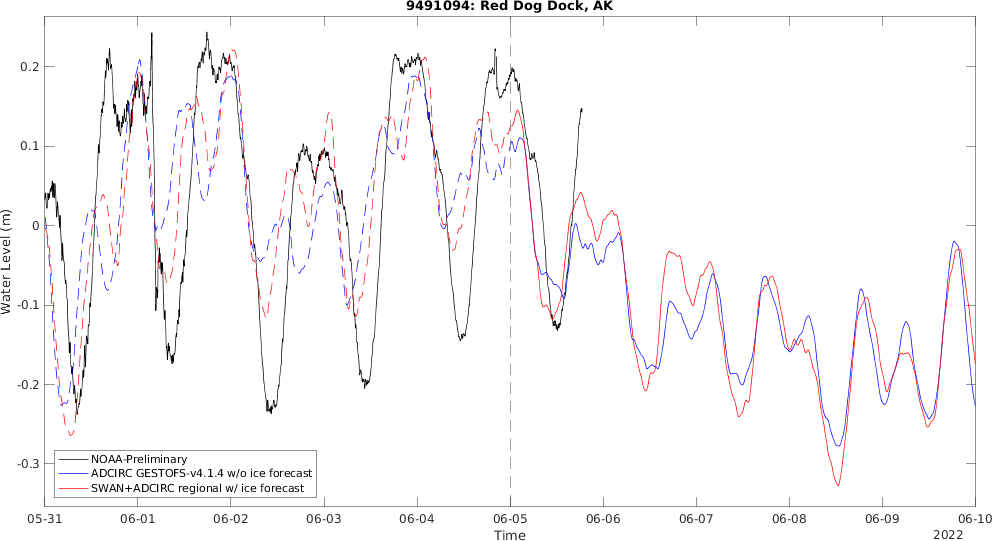 9491094: Red Dog Dock, AK
Water Level (m)
0.2
0.1
0
-0.1
-0.2
-0.3
NOAA-Preliminary
ADCIRC GESTOFS-v4.1.4 w/o ice forecast
SWAN+ADCIRC regional w/ ice forecast
05-31 06-01 06-02 06-03 06-04 06-05 06-06 06-07 06-08 06-09 06-10
Time
2022